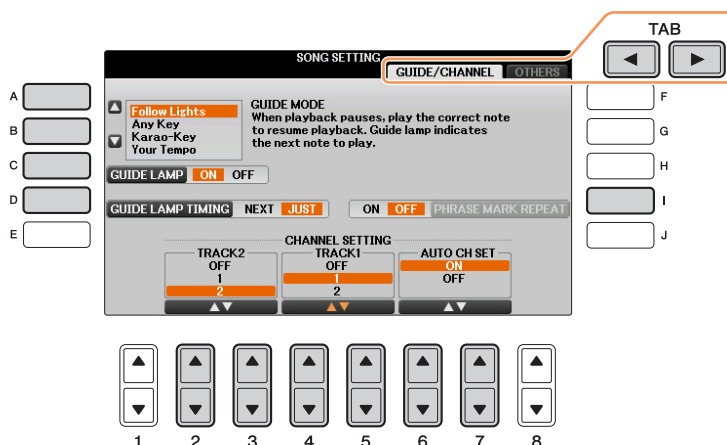 TAB
SONG SETTING
GUIDE/CHANNEL OTHERS
A
B
C
D
E
F
G
H
I
J
Follow Lights
Any Key
Karao-Key
Your Tempo
GUIDE MODE
When playback pauses, play the correct note
to resume playback. Guide lamp indicates
the next note to play.
GUIDE LAMP ON OFF
GUIDE LAMP TIMING NEXT JUST ON OFF PHRASE MARK REPEAT
CHANNEL SETTING
TRACK2 TRACK1 AUTO CH SET
OFF OFF ON
1 1 OFF
2 2
1 2 3 4 5 6 7 8